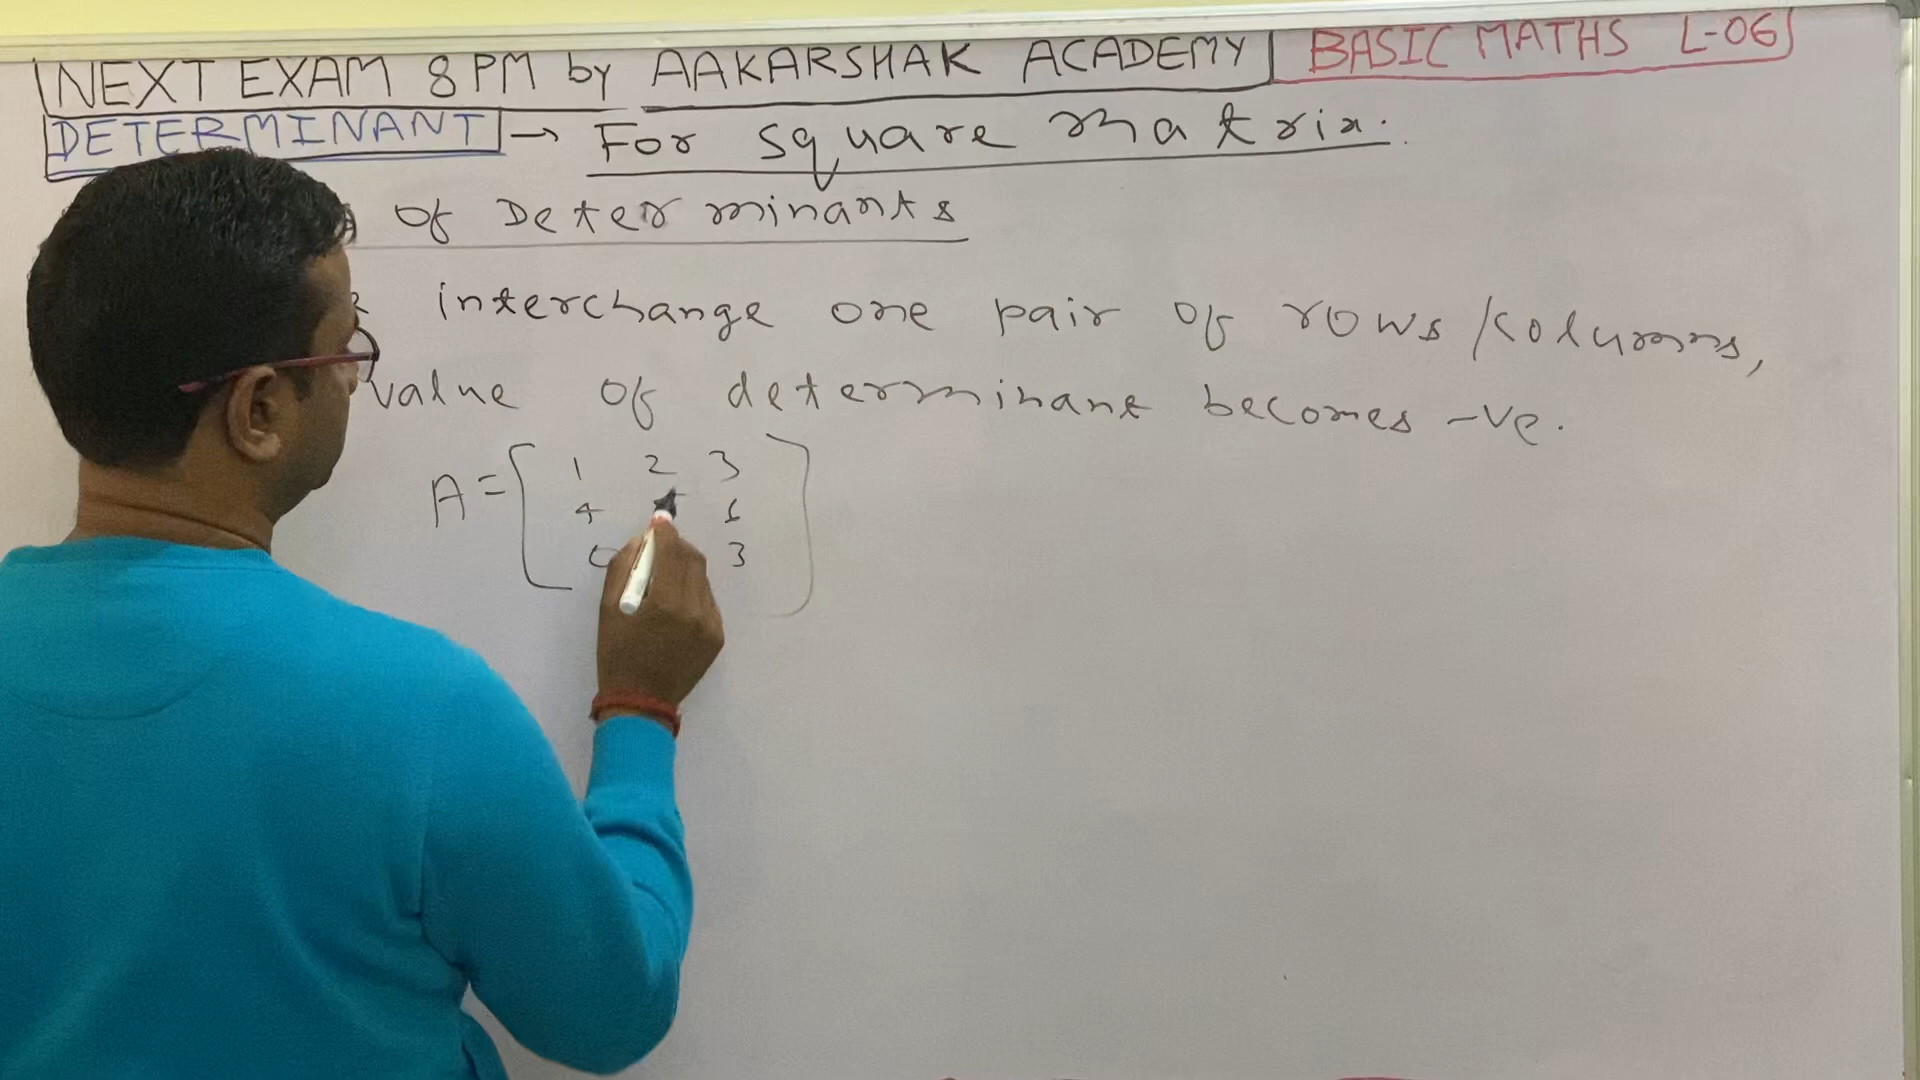 NEXT EXAM 8 PM by AAKARSHAK ACADEMY | BASIC MATHS L-06
DETERMINANT → For square matrix.
of Determinants
interchange one pair of rows/columns,
value of determinant becomes -ve.
A = [ 1 2 3
4 6
0 3 ]